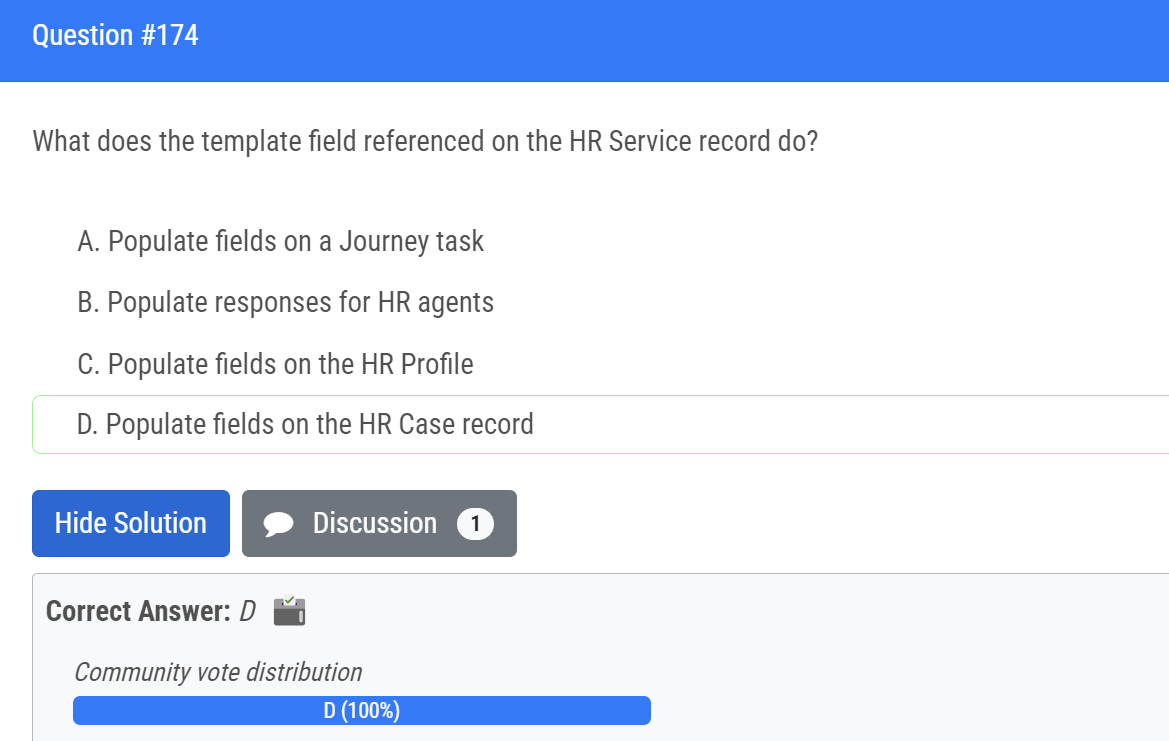 Question #174
What does the template field referenced on the HR Service record do?
A. Populate fields on a Journey task
B. Populate responses for HR agents
C. Populate fields on the HR Profile
D. Populate fields on the HR Case record
Hide Solution Discussion 1
Correct Answer: D
Community vote distribution
D (100%)